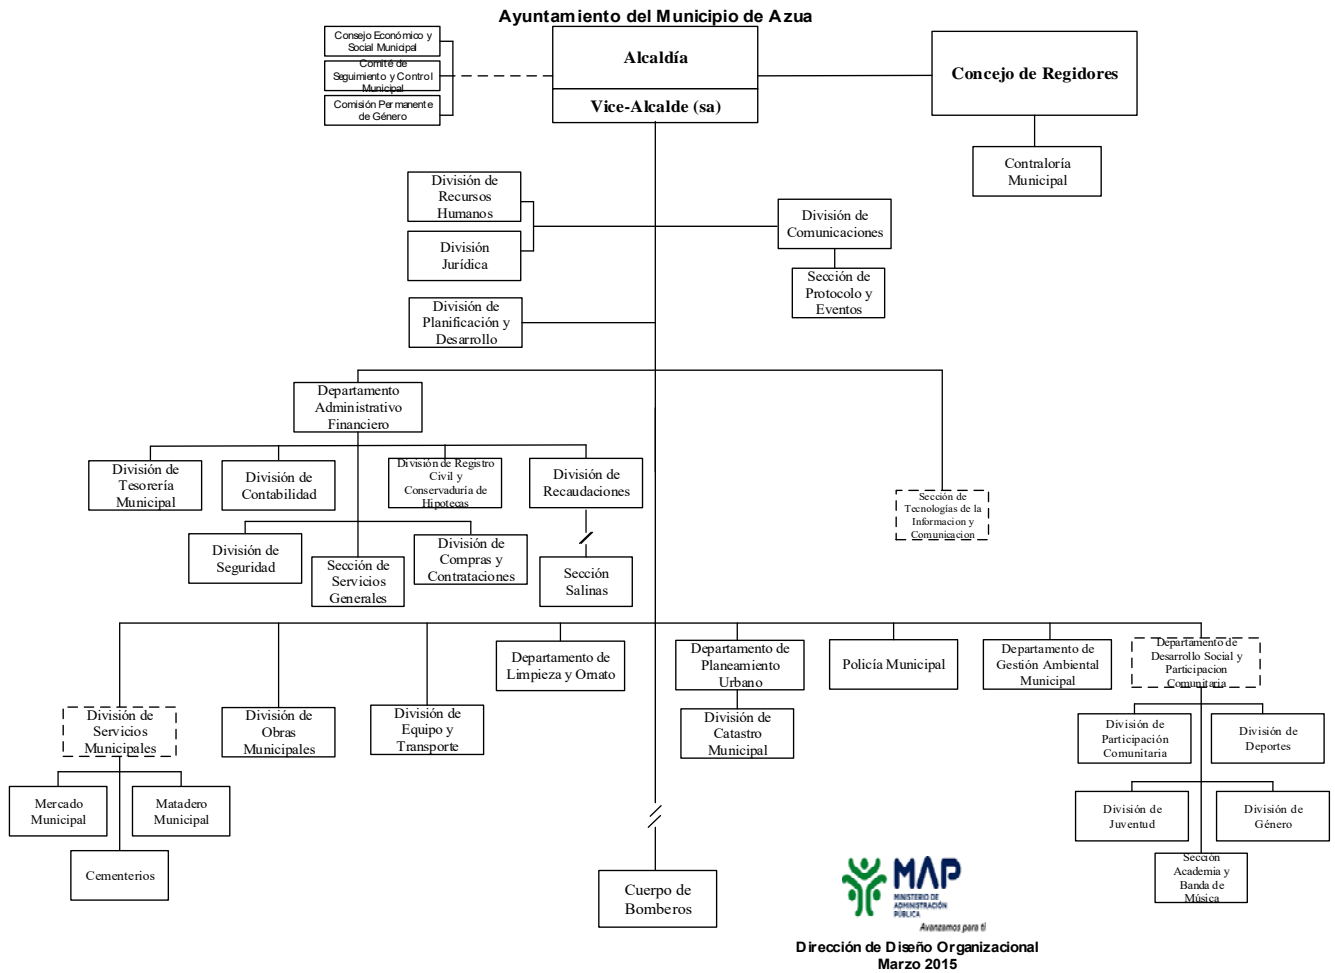 Ayuntamiento del Municipio de Azua
Consejo Económico y
Social Municipal
Comité de
Seguimiento y Control
Municipal
Comisión Permanente
de Género
Alcaldía
Vice-Alcalde (sa)
Concejo de Regidores
Contraloría
Municipal
División de
Recursos
Humanos
División
Jurídica
División de
Comunicaciones
Sección de
Protocolo y
Eventos
División de
Planificación y
Desarrollo
Departamento
Administrativo
Financiero
División de
Tesorería
Municipal
División de
Contabilidad
División de Registro
Civil y
Conservaduría de
Hipotecas
División de
Recaudaciones
Sección de
Tecnologías de la
Informacion y
Comunicacion
División de
Seguridad
Sección de
Servicios
Generales
División de
Compras y
Contrataciones
Sección
Salinas
Departamento de
Limpieza y Ornato
Departamento de
Planeamiento
Urbano
Policía Municipal
Departamento de
Gestión Ambiental
Municipal
Departamento de
Desarrollo Social y
Participacion
Comunitaria
División de
Servicios
Municipales
División de
Obras
Municipales
División de
Equipo y
Transporte
División de
Catastro
Municipal
División de
Participación
Comunitaria
División de
Deportes
Mercado
Municipal
Matadero
Municipal
División de
Juventud
División de
Género
Cementerios
Cuerpo de
Bomberos
Sección
Academia y
Banda de
Música
MAP
MINISTERIO DE
ADMINISTRACIÓN
PÚBLICA
Avanzamos para ti
Dirección de Diseño Organizacional
Marzo 2015